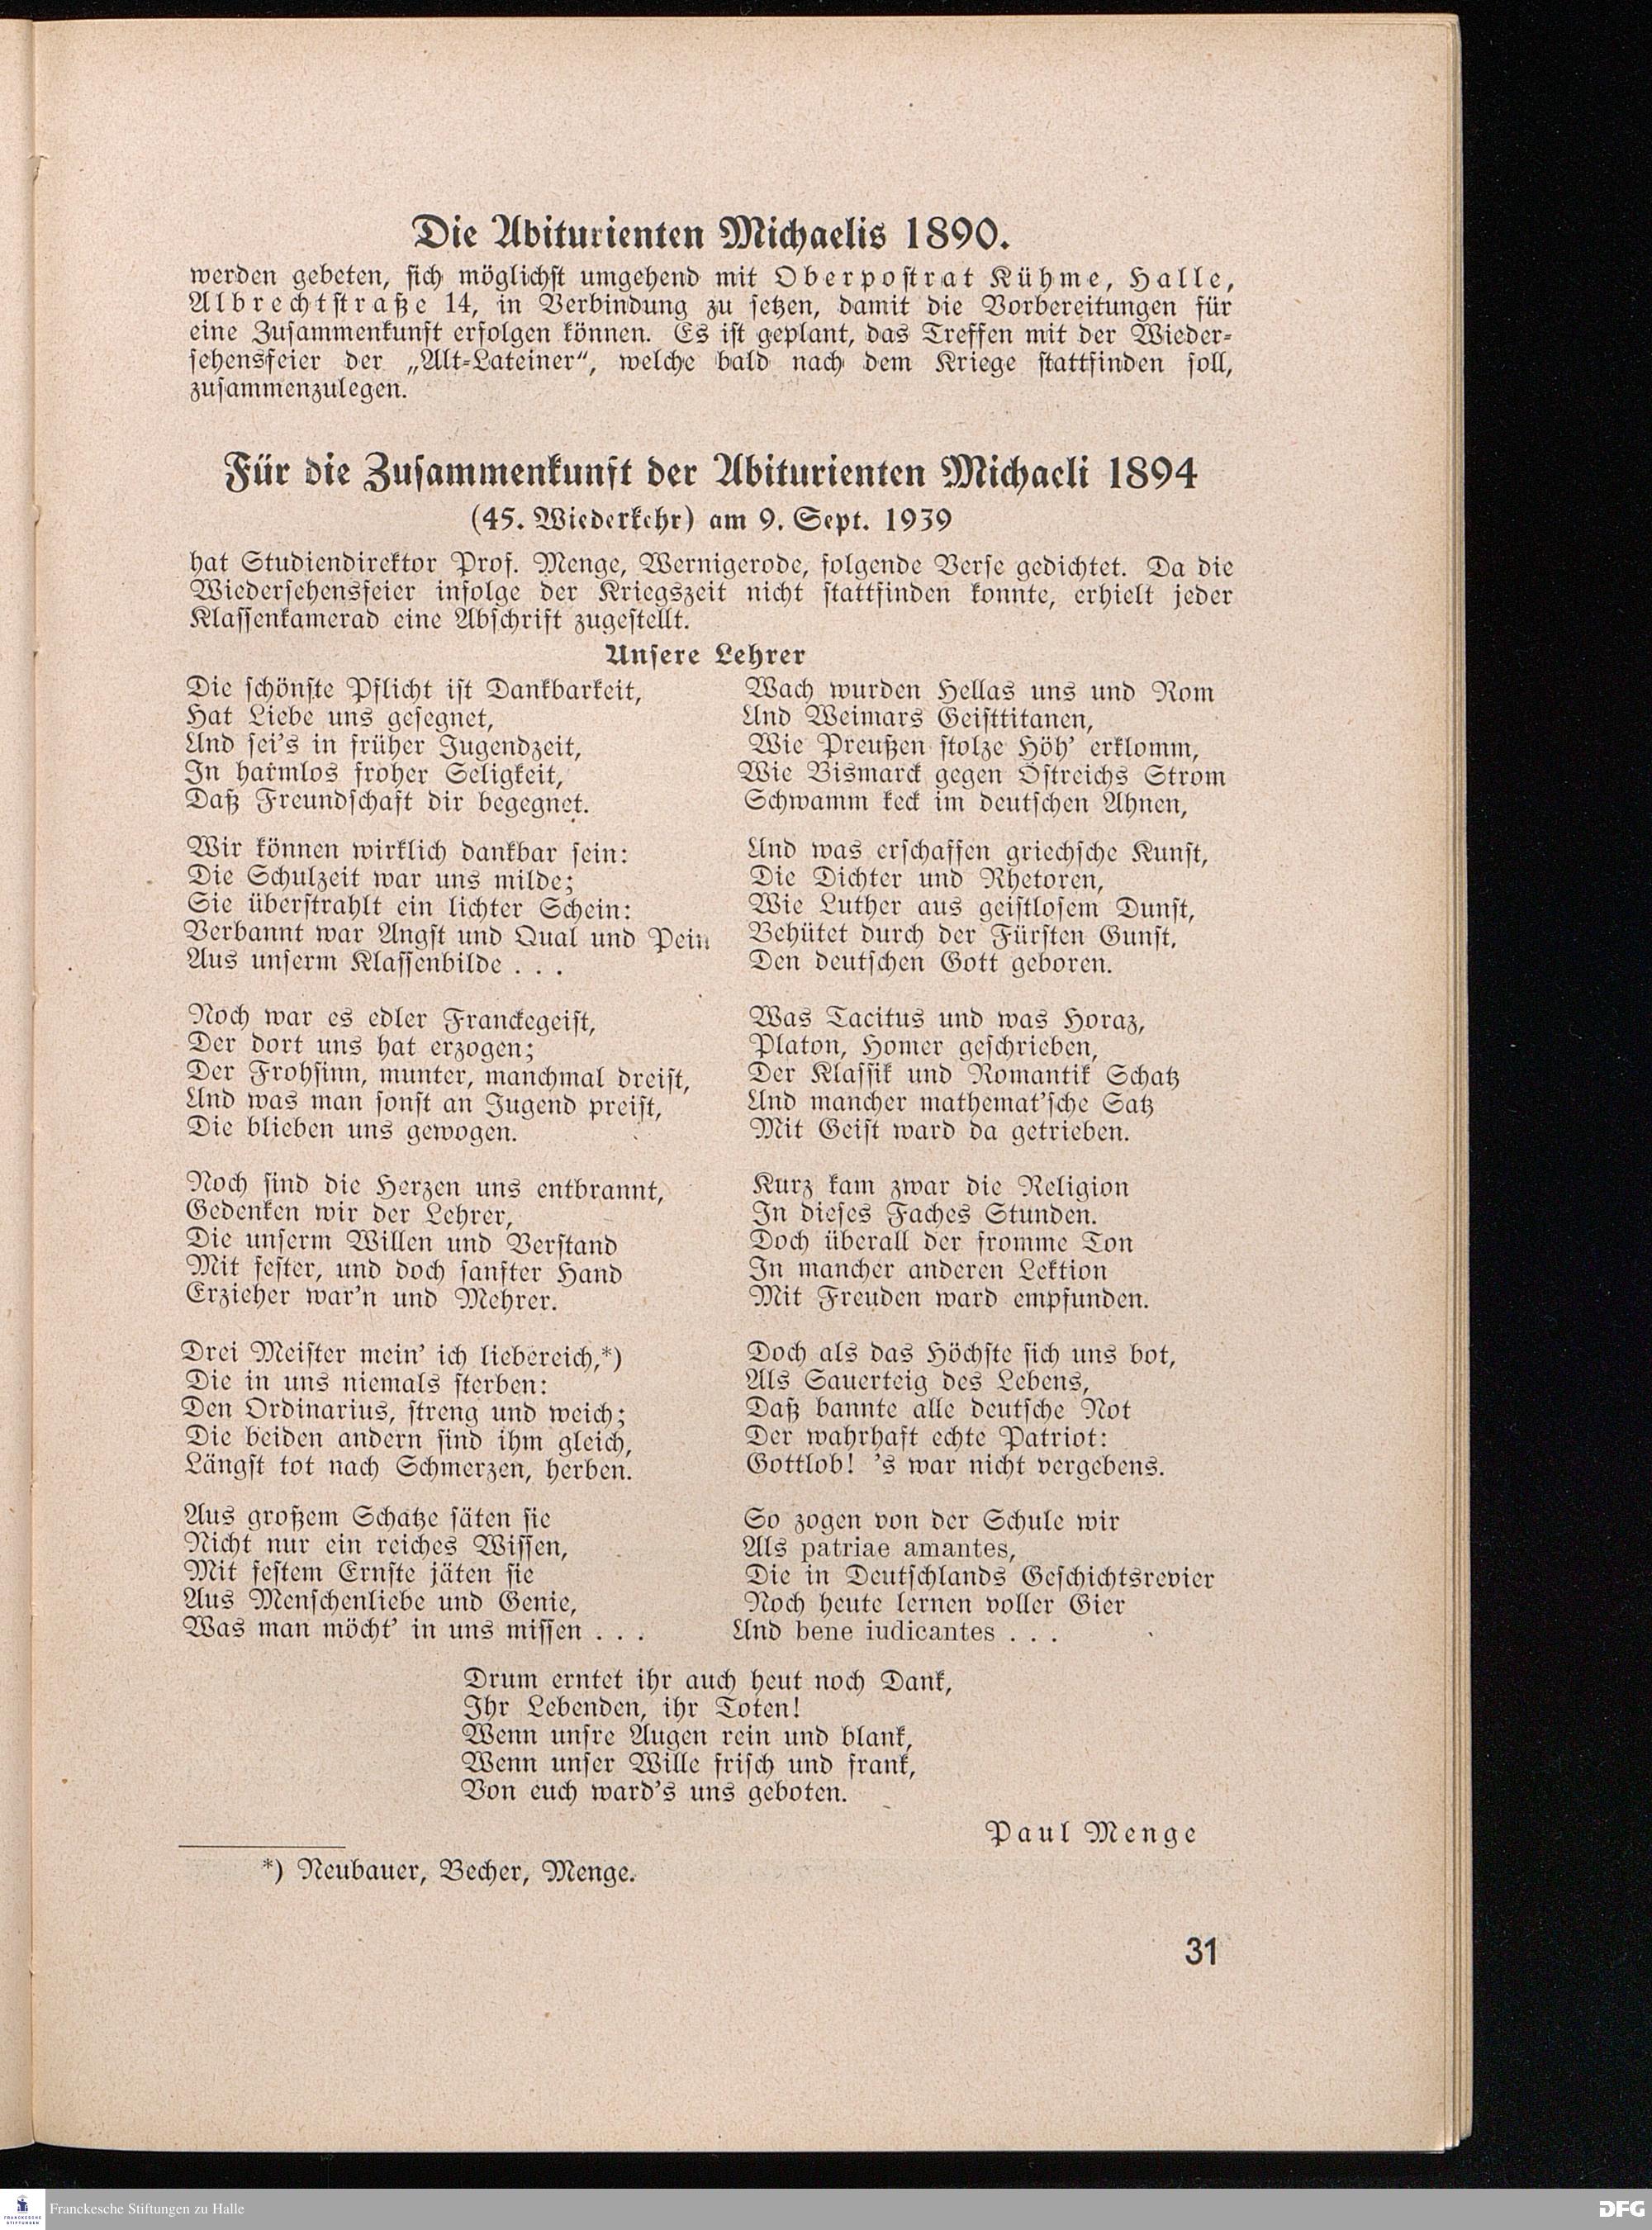 Die Abiturienten Michaelis 1890.
werden gebeten, sich möglichst umgehend mit Oberpostrat Kühme, Halle,
Albrechtstraße 14, in Verbindung zu setzen, damit die Vorbereitungen für
eine Zusammenkunft erfolgen können. Es ist geplant, das Treffen mit der Wieder-
sehensfeier der „Alt-Lateiner“, welche bald nach dem Kriege stattfinden soll,
zusammenzulegen.
Für die Zusammenkunft der Abiturienten Michaeli 1894
(45. Wiederkehr) am 9. Sept. 1939
hat Studiendirektor Prof. Menge, Wernigerode, folgende Verse gedichtet. Da die
Wiedersehensfeier infolge der Kriegszeit nicht stattfinden konnte, erhielt jeder
Klassenkamerad eine Abschrift zugestellt.
Unsere Lehrer
Die schönste Pflicht ist Dankbarkeit,
Hat Liebe uns gesegnet,
Und sei's in früher Jugendzeit,
In harmlos froher Seligkeit,
Daß Freundschaft dir begegnet.
Wir können wirklich dankbar sein:
Die Schulzeit war uns milde;
Sie überstrahlt ein lichter Schein:
Verbannt war Angst und Qual und Pein
Aus unserm Klassenbilde . . .
Noch war es edler Franckegeist,
Der dort uns hat erzogen;
Der Frohsinn, munter, manchmal dreist,
Und was man sonst an Jugend preist,
Die blieben uns gewogen.
Noch sind die Herzen uns entbrannt,
Gedenken wir der Lehrer,
Die unserm Willen und Verstand
Mit fester, und doch sanfter Hand
Erzieher war'n und Mehrer.
Drei Meister mein' ich liebereich,*)
Die in uns niemals sterben:
Den Ordinarius, streng und weich;
Die beiden andern sind ihm gleich,
Längst tot nach Schmerzen, herben.
Aus großem Schatze säten sie
Nicht nur ein reiches Wissen,
Mit festem Ernste jäten sie
Aus Menschenliebe und Genie,
Was man möcht' in uns missen . . .
Wach wurden Hellas uns und Rom
Und Weimars Geisttitanen,
Wie Preußen stolze Höh' erklomm,
Wie Bismarck gegen Östreichs Strom
Schwamm keck im deutschen Ahnen,
Und was erschaffen griechsche Kunst,
Die Dichter und Rhetoren,
Wie Luther aus geistlosem Dunst,
Behütet durch der Fürsten Gunst,
Den deutschen Gott geboren.
Was Tacitus und was Horaz,
Platon, Homer geschrieben,
Der Klassik und Romantik Schatz
Und mancher mathemat'sche Satz
Mit Geist ward da getrieben.
Kurz kam zwar die Religion
In dieses Faches Stunden.
Doch überall der fromme Ton
In mancher anderen Lektion
Mit Freuden ward empfunden.
Doch als das Höchste sich uns bot,
Als Sauerteig des Lebens,
Daß bannte alle deutsche Not
Der wahrhaft echte Patriot:
Gottlob! 's war nicht vergebens.
So zogen von der Schule wir
Als patriae amantes,
Die in Deutschlands Geschichtsrevier
Noch heute lernen voller Gier
Und bene iudicantes . . .
Drum erntet ihr auch heut noch Dank,
Ihr Lebenden, ihr Toten!
Wenn unsre Augen rein und blank,
Wenn unser Wille frisch und frank,
Von euch ward's uns geboten.
Paul Menge
*) Neubauer, Becher, Menge.
31
Franckesche Stiftungen zu Halle
FRANCKESCHE
STIFTUNGEN
DFG